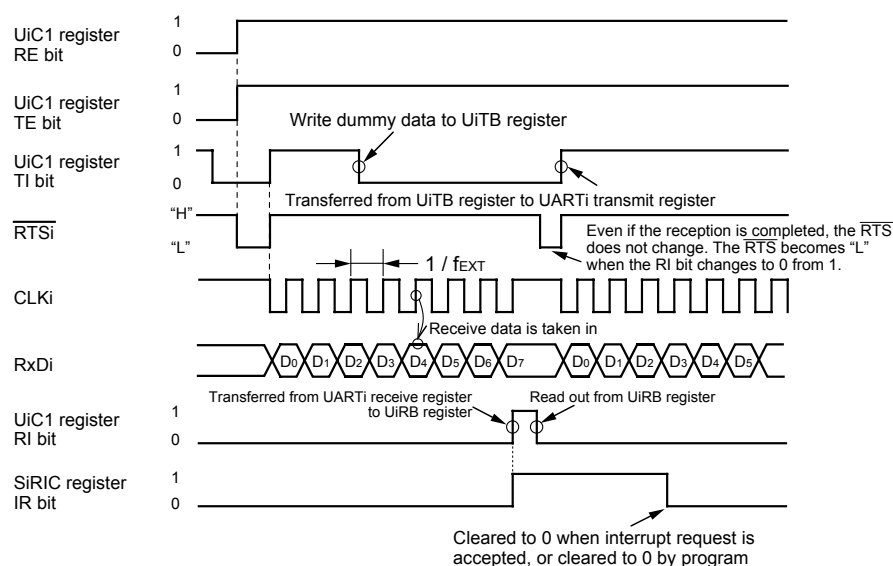 UiC1 register
RE bit
1
0
UiC1 register
TE bit
1
0
Write dummy data to UiTB register
UiC1 register
TI bit
1
0
Transferred from UiTB register to UARTi transmit register
RTSi
“H”
“L”
Even if the reception is completed, the RTS
does not change. The RTS becomes “L”
when the RI bit changes to 0 from 1.
1 / fEXT
CLKi
Receive data is taken in
RxDi
D0 D1 D2 D3 D4 D5 D6 D7 D0 D1 D2 D3 D4 D5
Transferred from UARTi receive register
to UiRB register
Read out from UiRB register
UiC1 register
RI bit
1
0
SiRIC register
IR bit
1
0
Cleared to 0 when interrupt request is
accepted, or cleared to 0 by program